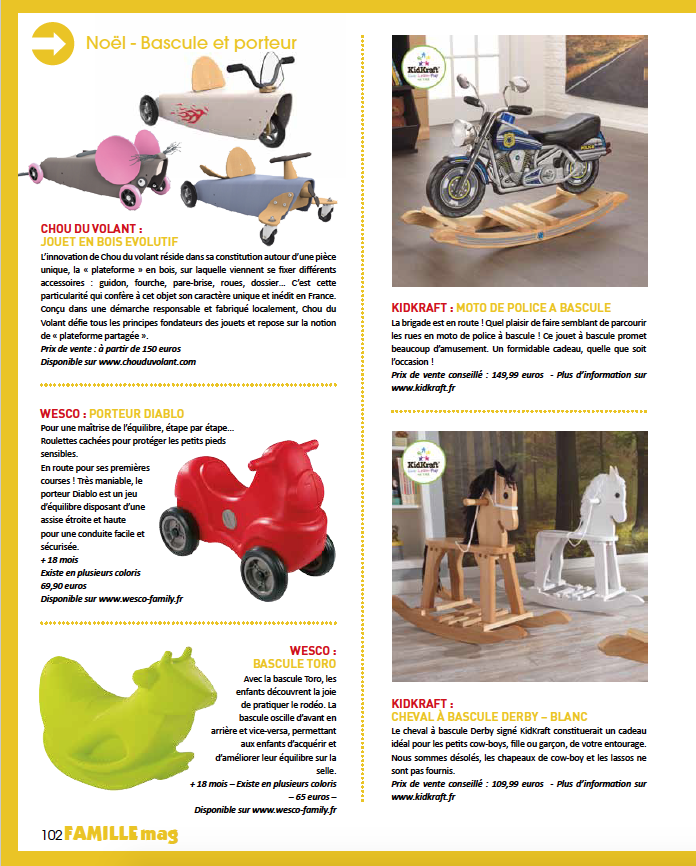 Noël - Bascule et porteur
CHOU DU VOLANT :
JOUET EN BOIS EVOLUTIF
L'innovation de Chou du volant réside dans sa constitution autour d'une pièce
unique, la « plateforme » en bois, sur laquelle viennent se fixer différents
accessoires : guidon, fourche, pare-brise, roues, dossier... C'est cette
particularité qui confère à cet objet son caractère unique et inédit en France.
Conçu dans une démarche responsable et fabriqué localement, Chou du
Volant défie tous les principes fondateurs des jouets et repose sur la notion
de « plateforme partagée ».
Prix de vente : à partir de 150 euros
Disponible sur www.chouduvolant.com
WESCO : PORTEUR DIABLO
Pour une maîtrise de l'équilibre, étape par étape...
Roulettes cachées pour protéger les petits pieds
sensibles.
En route pour ses premières
courses ! Très maniable, le
porteur Diablo est un jeu
d'équilibre disposant d'une
assise étroite et haute
pour une conduite facile et
sécurisée.
+ 18 mois
Existe en plusieurs coloris
69,90 euros
Disponible sur www.wesco-family.fr
WESCO :
BASCULE TORO
Avec la bascule Toro, les
enfants découvrent la joie
de pratiquer le rodéo. La
bascule oscille d'avant en
arrière et vice-versa, permettant
aux enfants d'acquérir et
d'améliorer leur équilibre sur la
selle.
+ 18 mois – Existe en plusieurs coloris
– 65 euros –
Disponible sur www.wesco-family.fr
KidKraft
POLICE
KIDKRAFT : MOTO DE POLICE A BASCULE
La brigade est en route ! Quel plaisir de faire semblant de parcourir
les rues en moto de police à bascule ! Ce jouet à bascule promet
beaucoup d'amusement. Un formidable cadeau, quelle que soit
l'occasion !
Prix de vente conseillé : 149,99 euros - Plus d'information sur
www.kidkraft.fr
KidKraft
KIDKRAFT :
CHEVAL À BASCULE DERBY – BLANC
Le cheval à bascule Derby signé KidKraft constituerait un cadeau
idéal pour les petits cow-boys, fille ou garçon, de votre entourage.
Nous sommes désolés, les chapeaux de cow-boy et les lassos ne
sont pas fournis.
Prix de vente conseillé : 109,99 euros - Plus d'information sur
www.kidkraft.fr
102 FAMILLE mag